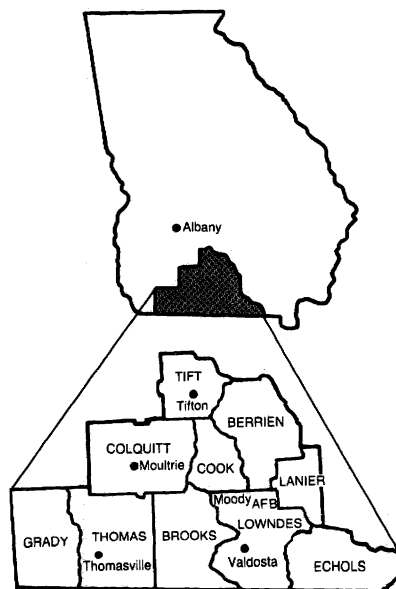 Albany
TIFT
Tifton
BERRIEN
COLQUITT
Moultrie
COOK
LANIER
Moody AFB
LOWNDES
GRADY
THOMAS
BROOKS
Thomasville
Valdosta
ECHOLS